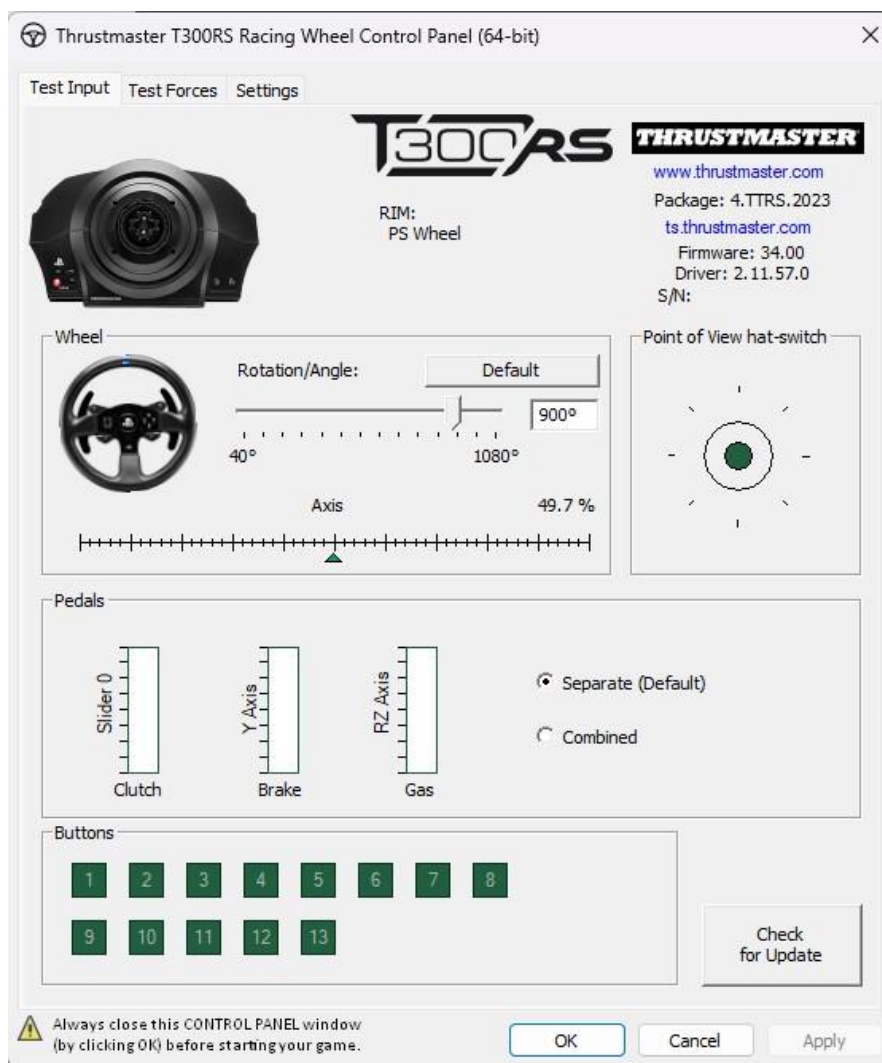 Thrustmaster T300RS Racing Wheel Control Panel (64-bit)
Test Input Test Forces Settings
T300RS
THRUSTMASTER
www.thrustmaster.com
Package: 4.TTRS.2023
ts.thrustmaster.com
Firmware: 34.00
Driver: 2.11.57.0
S/N:
RIM:
PS Wheel
Wheel
Rotation/Angle:
Default
900°
40°
1080°
Axis
49.7 %
Point of View hat-switch
Pedals
Slider 0
Clutch
Y Axis
Brake
RZ Axis
Gas
Separate (Default)
Combined
Buttons
1 2 3 4 5 6 7 8
9 10 11 12 13
Check
for Update
Always close this CONTROL PANEL window
(by clicking OK) before starting your game.
OK
Cancel
Apply